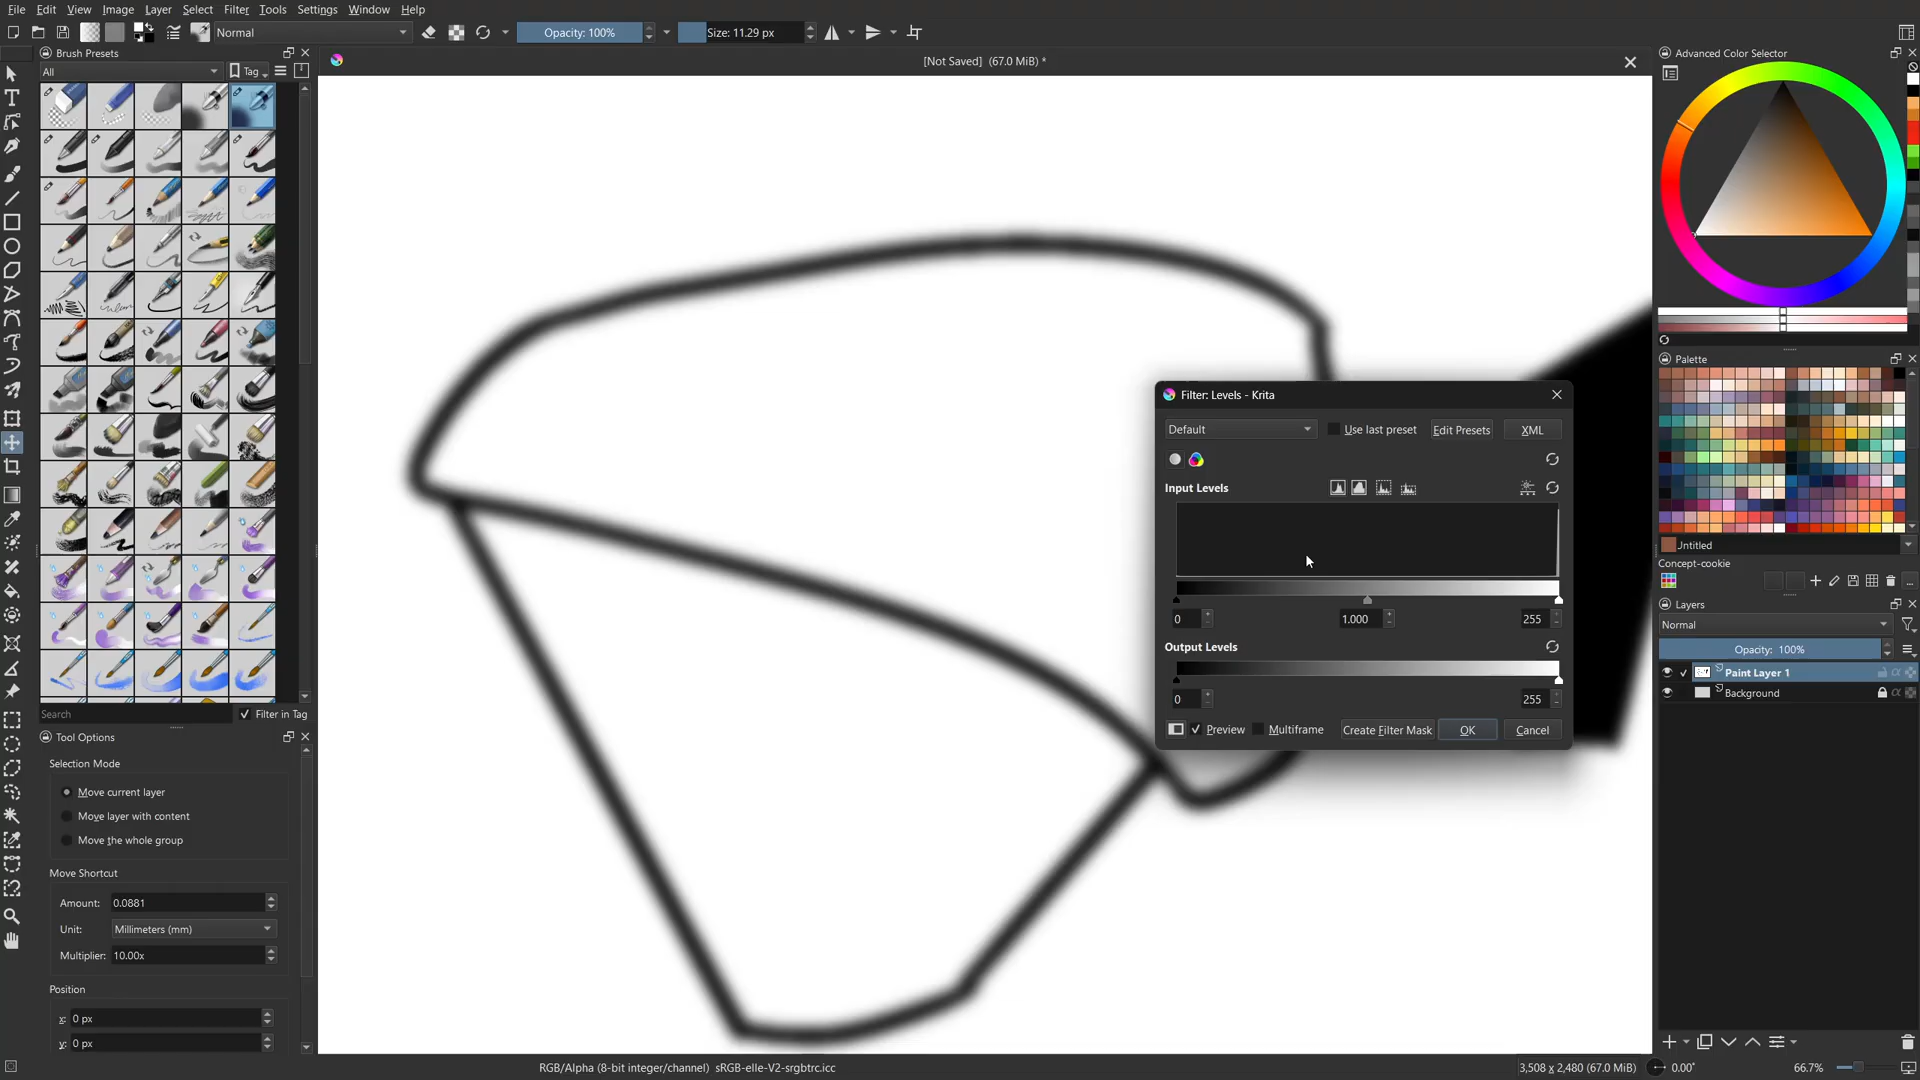 File Edit View Image Layer Select Filter Tools Settings Window Help
Normal
Opacity: 100%
Size: 11.29 px
Brush Presets
[Not Saved] (67.0 MiB) *
Advanced Color Selector
All
Tag
Palette
Filter: Levels - Krita
Default
Use last preset
Edit Presets
XML
Input Levels
0
1.000
255
Output Levels
0
255
Preview
Multiframe
Create Filter Mask
OK
Cancel
Untitled
Concept-cookie
...
Layers
Normal
Opacity: 100%
Paint Layer 1
Background
Search
Filter in Tag
Tool Options
Selection Mode
Move current layer
Move layer with content
Move the whole group
Move Shortcut
Amount: 0.0881
Unit: Millimeters (mm)
Multiplier: 10.00x
Position
x: 0 px
y: 0 px
RGB/Alpha (8-bit integer/channel) sRGB-elle-V2-srgbtrc.icc
3,508 x 2,480 (67.0 MiB)
0.00°
66.7%